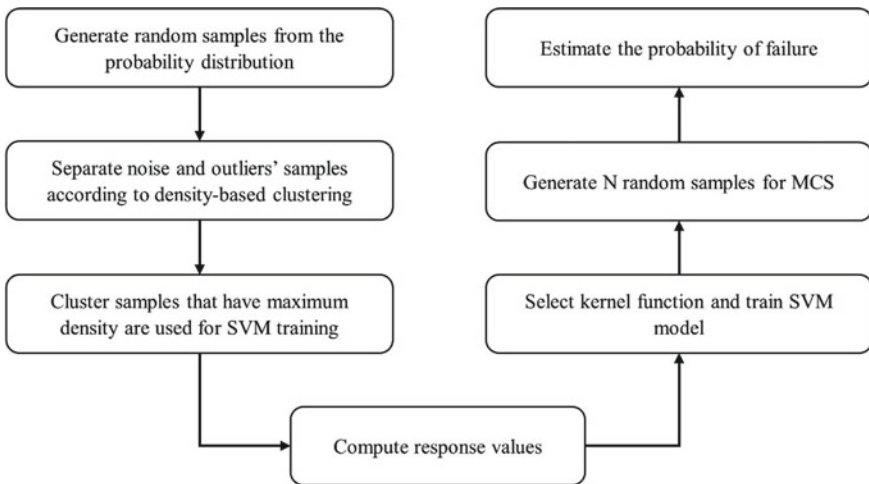 Generate random samples from the
probability distribution
Separate noise and outliers’ samples
according to density-based clustering
Cluster samples that have maximum
density are used for SVM training
Compute response values
Select kernel function and train SVM
model
Generate N random samples for MCS
Estimate the probability of failure